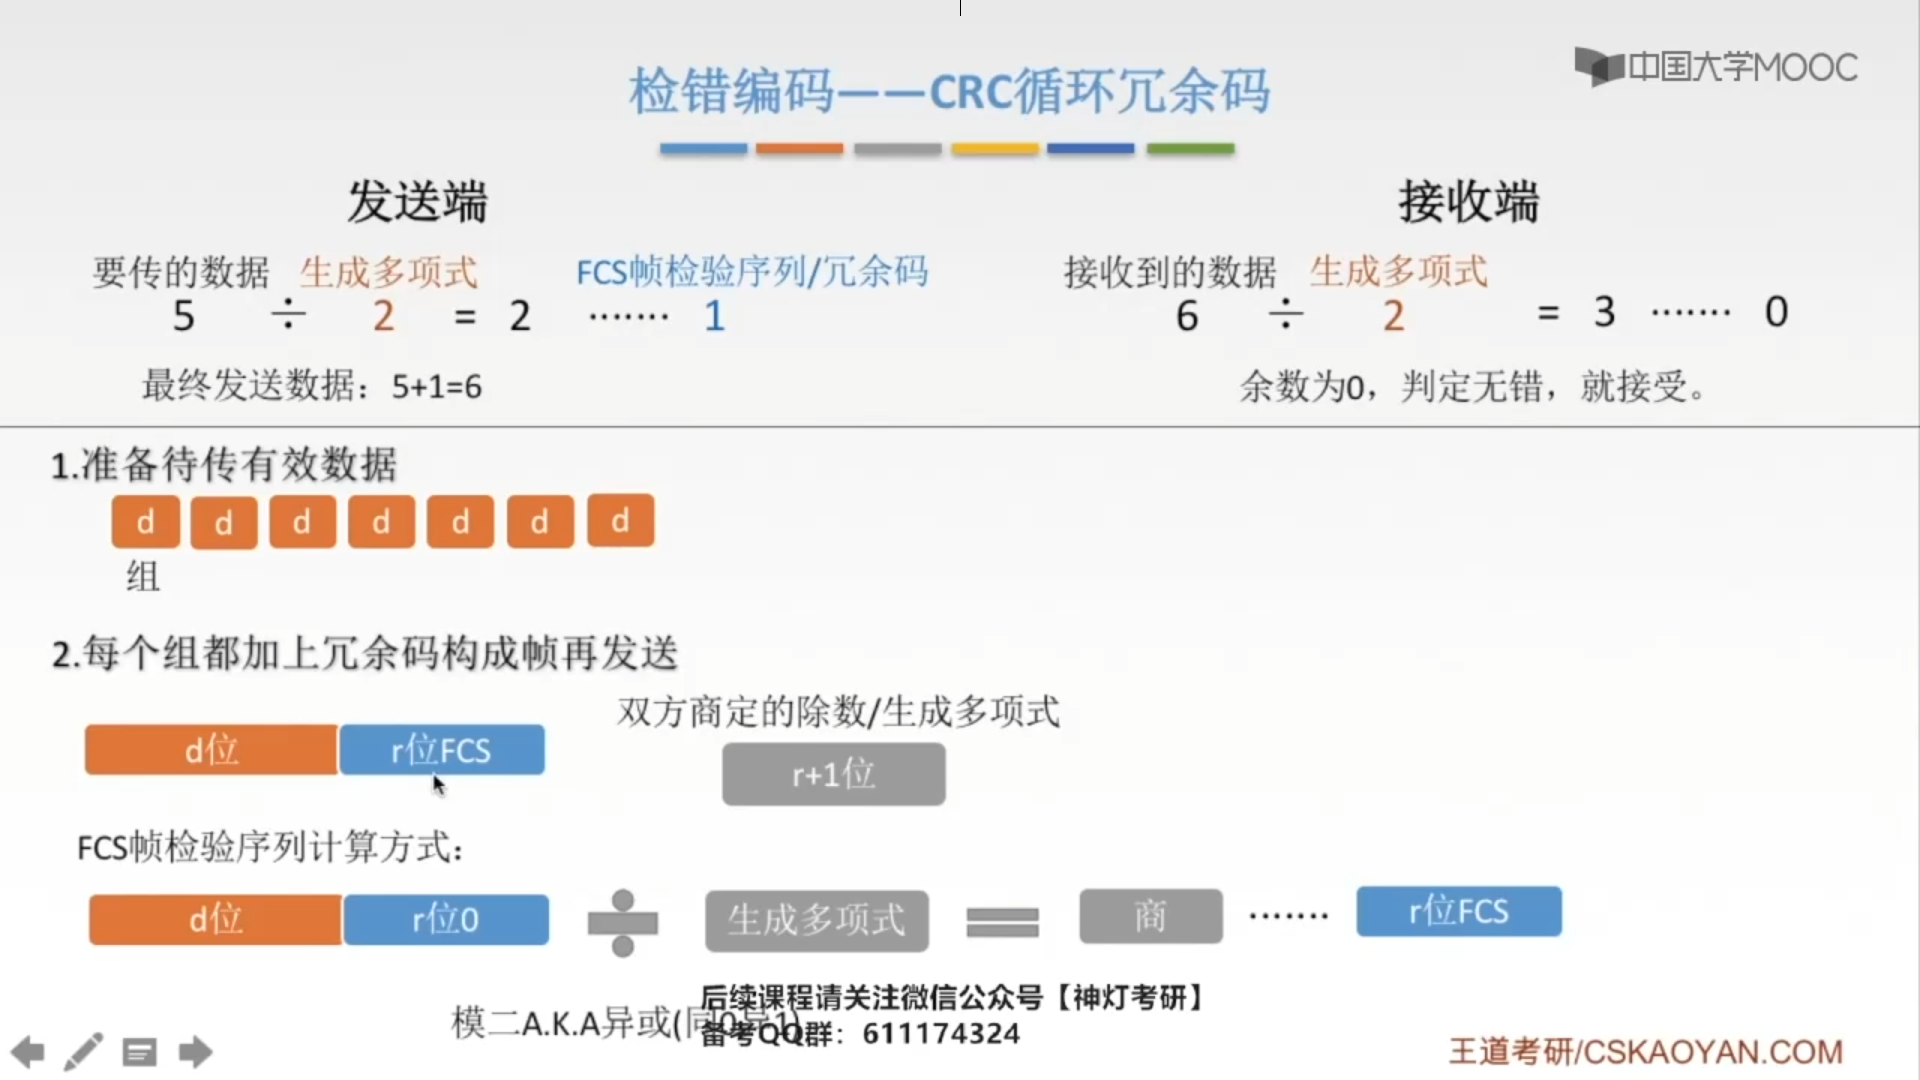 中国大学MOOC
检错编码——CRC循环冗余码
发送端
接收端
要传的数据 生成多项式 FCS帧检验序列/冗余码
5 ÷ 2 = 2 ······· 1
接收到的数据 生成多项式
6 ÷ 2 = 3 ······· 0
最终发送数据：5+1=6
余数为0，判定无错，就接受。
1.准备待传有效数据
d d d d d d d
组
2.每个组都加上冗余码构成帧再发送
双方商定的除数/生成多项式
d位 r位FCS
r+1位
FCS帧检验序列计算方式：
d位 r位0 ÷ 生成多项式 = 商 ······· r位FCS
模二A.K.A异或(同0异1)
后续课程请关注微信公众号【神灯考研】
备考QQ群：611174324
王道考研/CSKAOYAN.COM